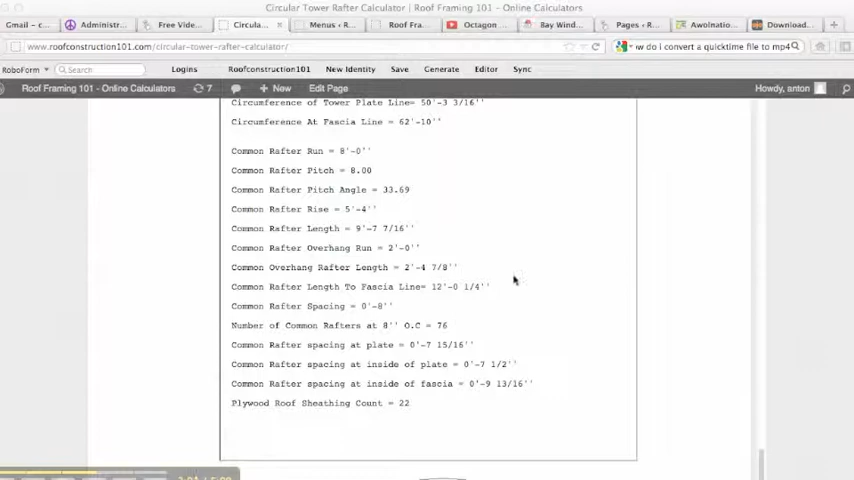 Circular Tower Rafter Calculator | Roof Framing 101 - Online Calculators
Gmail – c...
Administr...
Free Vide...
Circula...
Menus ‹ R...
Roof Fra...
Octagon ...
Bay Wind...
Pages ‹ R...
Awolnatio...
Download...
www.roofconstruction101.com/circular-tower-rafter-calculator/
w do i convert a quicktime file to mp4
RoboForm
Search
Logins
Roofconstruction101
New Identity
Save
Generate
Editor
Sync
Roof Framing 101 - Online Calculators
7
New
Edit Page
Howdy, anton
Circumference of Tower Plate Line= 50'-3 3/16''
Circumference At Fascia Line = 62'-10''
Common Rafter Run = 8'-0''
Common Rafter Pitch = 8.00
Common Rafter Pitch Angle = 33.69
Common Rafter Rise = 5'-4''
Common Rafter Length = 9'-7 7/16''
Common Rafter Overhang Run = 2'-0''
Common Overhang Rafter Length = 2'-4 7/8''
Common Rafter Length To Fascia Line= 12'-0 1/4''
Common Rafter Spacing = 0'-8''
Number of Common Rafters at 8'' O.C = 76
Common Rafter spacing at plate = 0'-7 15/16''
Common Rafter spacing at inside of plate = 0'-7 1/2''
Common Rafter spacing at inside of fascia = 0'-9 13/16''
Plywood Roof Sheathing Count = 22